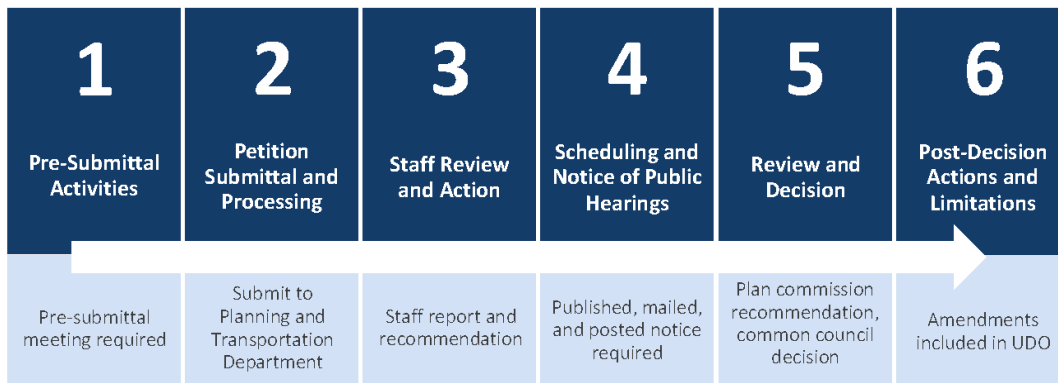 1
Pre-Submittal
Activities
Pre-submittal
meeting required
2
Petition
Submittal and
Processing
Submit to
Planning and
Transportation
Department
3
Staff Review
and Action
Staff report and
recommendation
4
Scheduling and
Notice of Public
Hearings
Published, mailed,
and posted notice
required
5
Review and
Decision
Plan commission
recommendation,
common council
decision
6
Post-Decision
Actions and
Limitations
Amendments
included in UDO